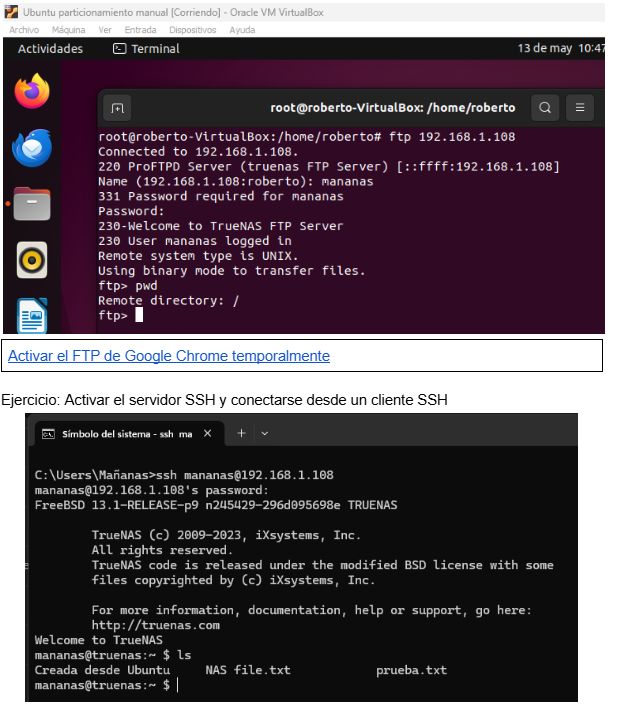 Ubuntu particionamiento manual [Corriendo] - Oracle VM VirtualBox
Archivo Máquina Ver Entrada Dispositivos Ayuda
Actividades Terminal 13 de may 10:47
root@roberto-VirtualBox: /home/roberto
root@roberto-VirtualBox:/home/roberto# ftp 192.168.1.108
Connected to 192.168.1.108.
220 ProFTPD Server (truenas FTP Server) [::ffff:192.168.1.108]
Name (192.168.1.108:roberto): mananas
331 Password required for mananas
Password:
230-Welcome to TrueNAS FTP Server
230 User mananas logged in
Remote system type is UNIX.
Using binary mode to transfer files.
ftp> pwd
Remote directory: /
ftp>
Activar el FTP de Google Chrome temporalmente
Ejercicio: Activar el servidor SSH y conectarse desde un cliente SSH
Símbolo del sistema - ssh ma
C:\Users\Mañanas>ssh mananas@192.168.1.108
mananas@192.168.1.108's password:
FreeBSD 13.1-RELEASE-p9 n245429-296d095698e TRUENAS
TrueNAS (c) 2009-2023, iXsystems, Inc.
All rights reserved.
TrueNAS code is released under the modified BSD license with some
files copyrighted by (c) iXsystems, Inc.
For more information, documentation, help or support, go here:
http://truenas.com
Welcome to TrueNAS
mananas@truenas:~ $ ls
Creada desde Ubuntu NAS file.txt prueba.txt
mananas@truenas:~ $